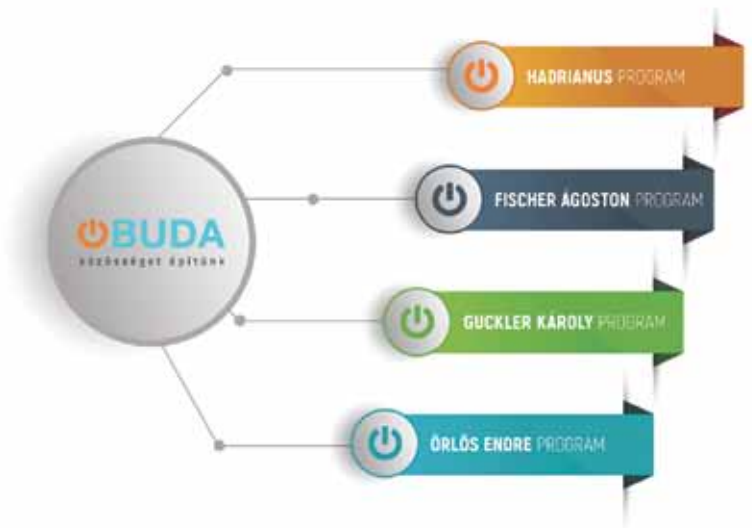 HADRIANUS PROGRAM
FISCHER ÁGOSTON PROGRAM
ÓBUDA
közösséget építünk
GUCKLER KÁROLY PROGRAM
ÖRLŐS ENDRE PROGRAM